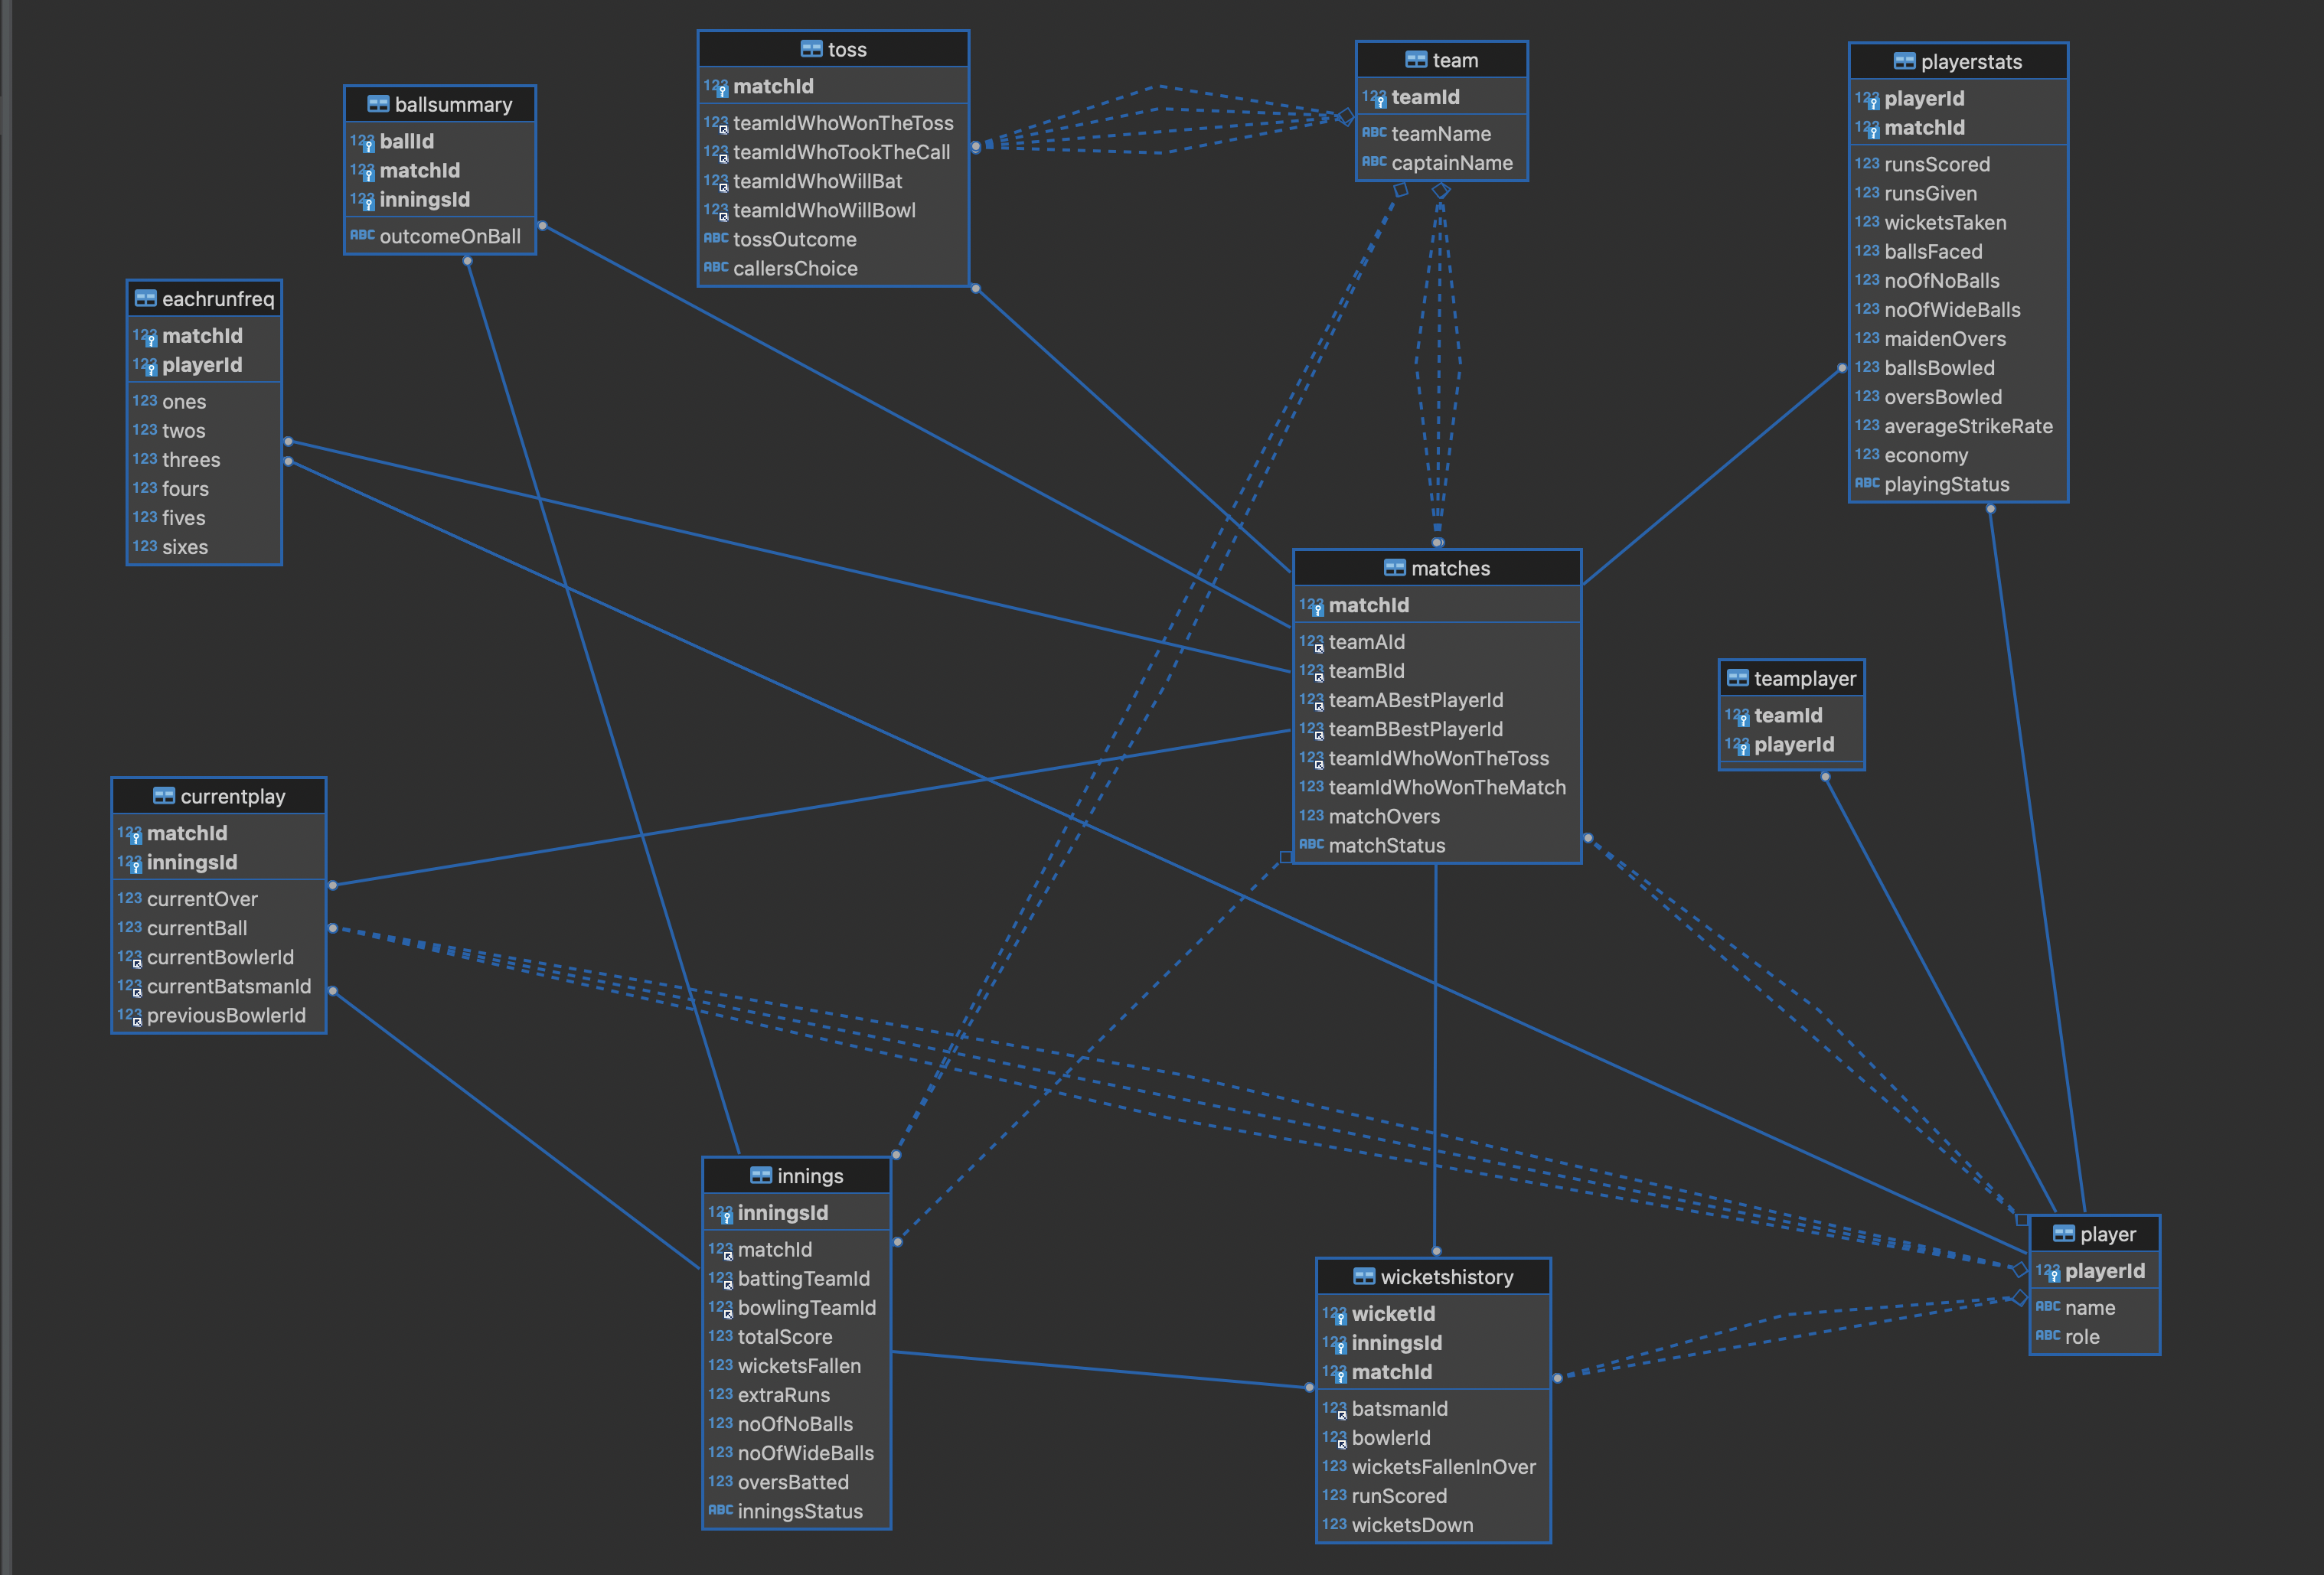 toss
123 matchId
123 teamIdWhoWonTheToss
123 teamIdWhoTookTheCall
123 teamIdWhoWillBat
123 teamIdWhoWillBowl
ABC tossOutcome
ABC callersChoice
team
123 teamId
ABC teamName
ABC captainName
playerstats
123 playerId
123 matchId
123 runsScored
123 runsGiven
123 wicketsTaken
123 ballsFaced
123 noOfNoBalls
123 noOfWideBalls
123 maidenOvers
123 ballsBowled
123 oversBowled
123 averageStrikeRate
123 economy
ABC playingStatus
ballsummary
123 ballId
123 matchId
123 inningsId
ABC outcomeOnBall
eachrunfreq
123 matchId
123 playerId
123 ones
123 twos
123 threes
123 fours
123 fives
123 sixes
matches
123 matchId
123 teamAId
123 teamBId
123 teamABestPlayerId
123 teamBBestPlayerId
123 teamIdWhoWonTheToss
123 teamIdWhoWonTheMatch
123 matchOvers
ABC matchStatus
teamplayer
123 teamId
123 playerId
currentplay
123 matchId
123 inningsId
123 currentOver
123 currentBall
123 currentBowlerId
123 currentBatsmanId
123 previousBowlerId
innings
123 inningsId
123 matchId
123 battingTeamId
123 bowlingTeamId
123 totalScore
123 wicketsFallen
123 extraRuns
123 noOfNoBalls
123 noOfWideBalls
123 oversBatted
ABC inningsStatus
wicketshistory
123 wicketId
123 inningsId
123 matchId
123 batsmanId
123 bowlerId
123 wicketsFallenInOver
123 runScored
123 wicketsDown
player
123 playerId
ABC name
ABC role